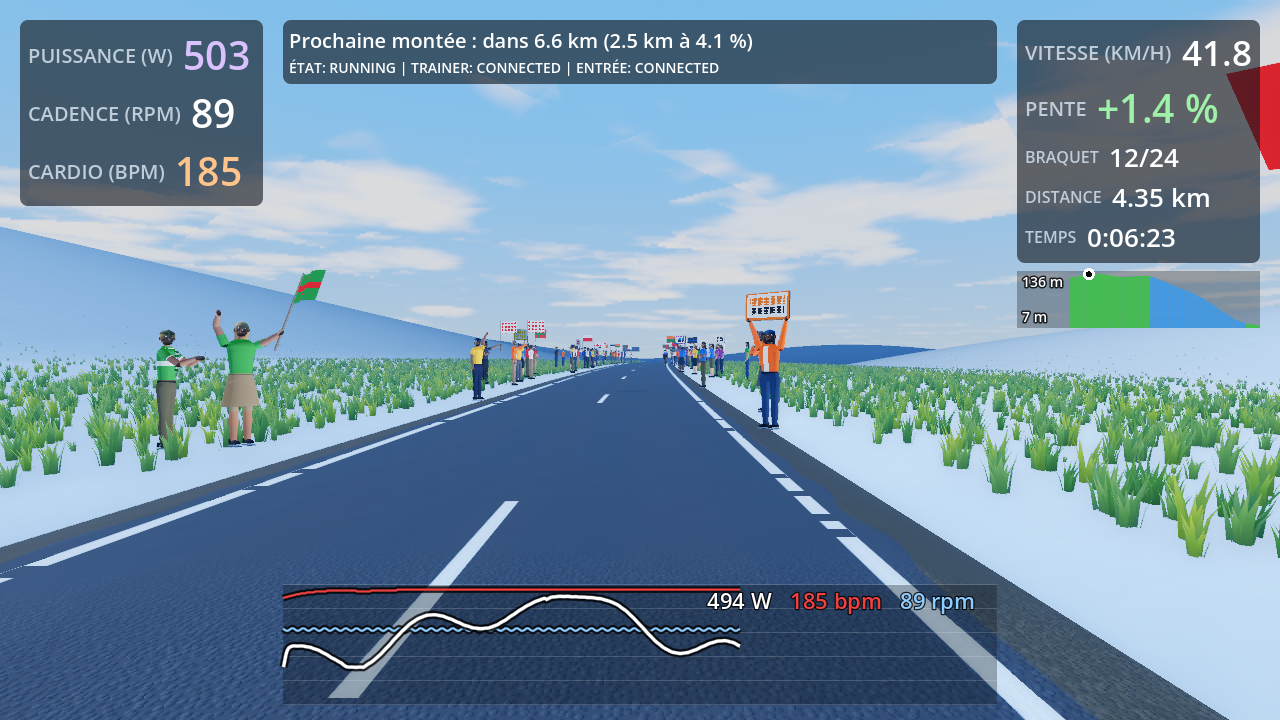 PUISSANCE (W) 503
CADENCE (RPM) 89
CARDIO (BPM) 185
Prochaine montée : dans 6.6 km (2.5 km à 4.1 %)
ÉTAT: RUNNING | TRAINER: CONNECTED | ENTRÉE: CONNECTED
VITESSE (KM/H) 41.8
PENTE +1.4 %
BRAQUET 12/24
DISTANCE 4.35 km
TEMPS 0:06:23
136 m
7 m
494 W 185 bpm 89 rpm